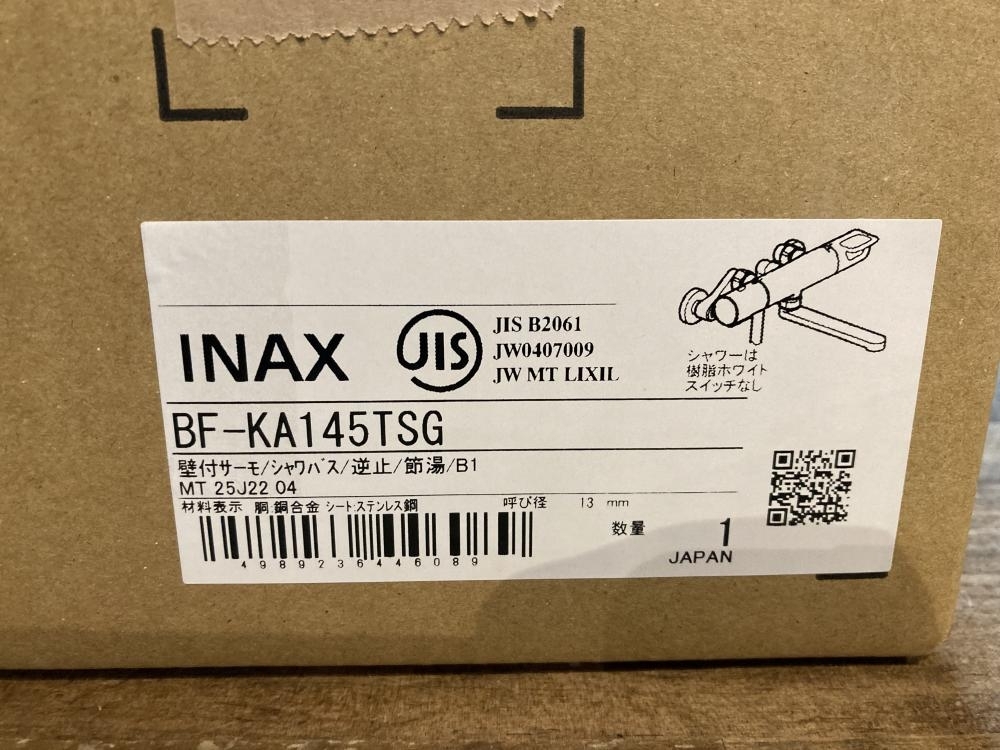 INAX
JIS
JIS B2061
JW0407009
JW MT LIXIL
シャワーは
樹脂ホワイト
スイッチなし
BF-KA145TSG
壁付サーモ/シャワバス/逆止/節湯/B1
MT 25J22 04
材料表示 胴:銅合金 シート:ステンレス鋼 呼び径 13 mm
4989236446089
数量 1
JAPAN